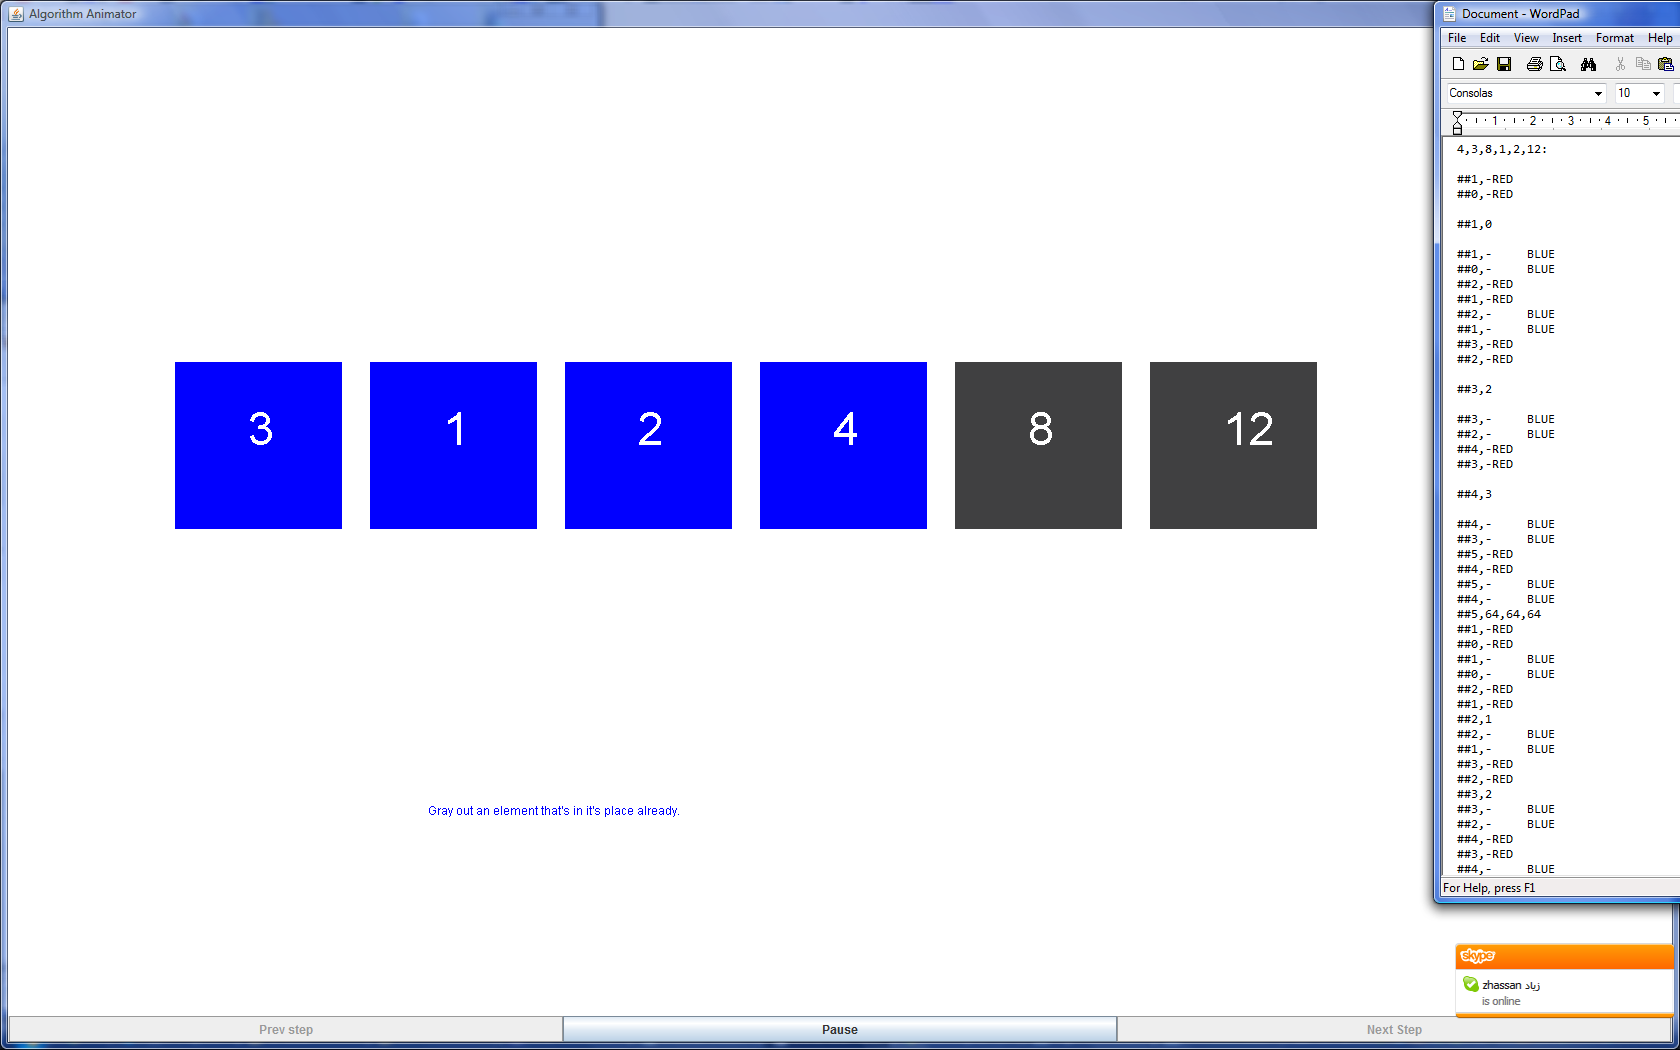 Algorithm Animator
3 1 2 4 8 12
Gray out an element that's in it's place already.
Prev step Pause Next Step
Document - WordPad
File Edit View Insert Format Help
Consolas 10
1 2 3 4 5
4,3,8,1,2,12:
##1,-RED
##0,-RED
##1,0
##1,- BLUE
##0,- BLUE
##2,-RED
##1,-RED
##2,- BLUE
##1,- BLUE
##3,-RED
##2,-RED
##3,2
##3,- BLUE
##2,- BLUE
##4,-RED
##3,-RED
##4,3
##4,- BLUE
##3,- BLUE
##5,-RED
##4,-RED
##5,- BLUE
##4,- BLUE
##5,64,64,64
##1,-RED
##0,-RED
##1,- BLUE
##0,- BLUE
##2,-RED
##1,-RED
##2,1
##2,- BLUE
##1,- BLUE
##3,-RED
##2,-RED
##3,2
##3,- BLUE
##2,- BLUE
##4,-RED
##3,-RED
##4,- BLUE
For Help, press F1
skype
zhassan زياد
is online